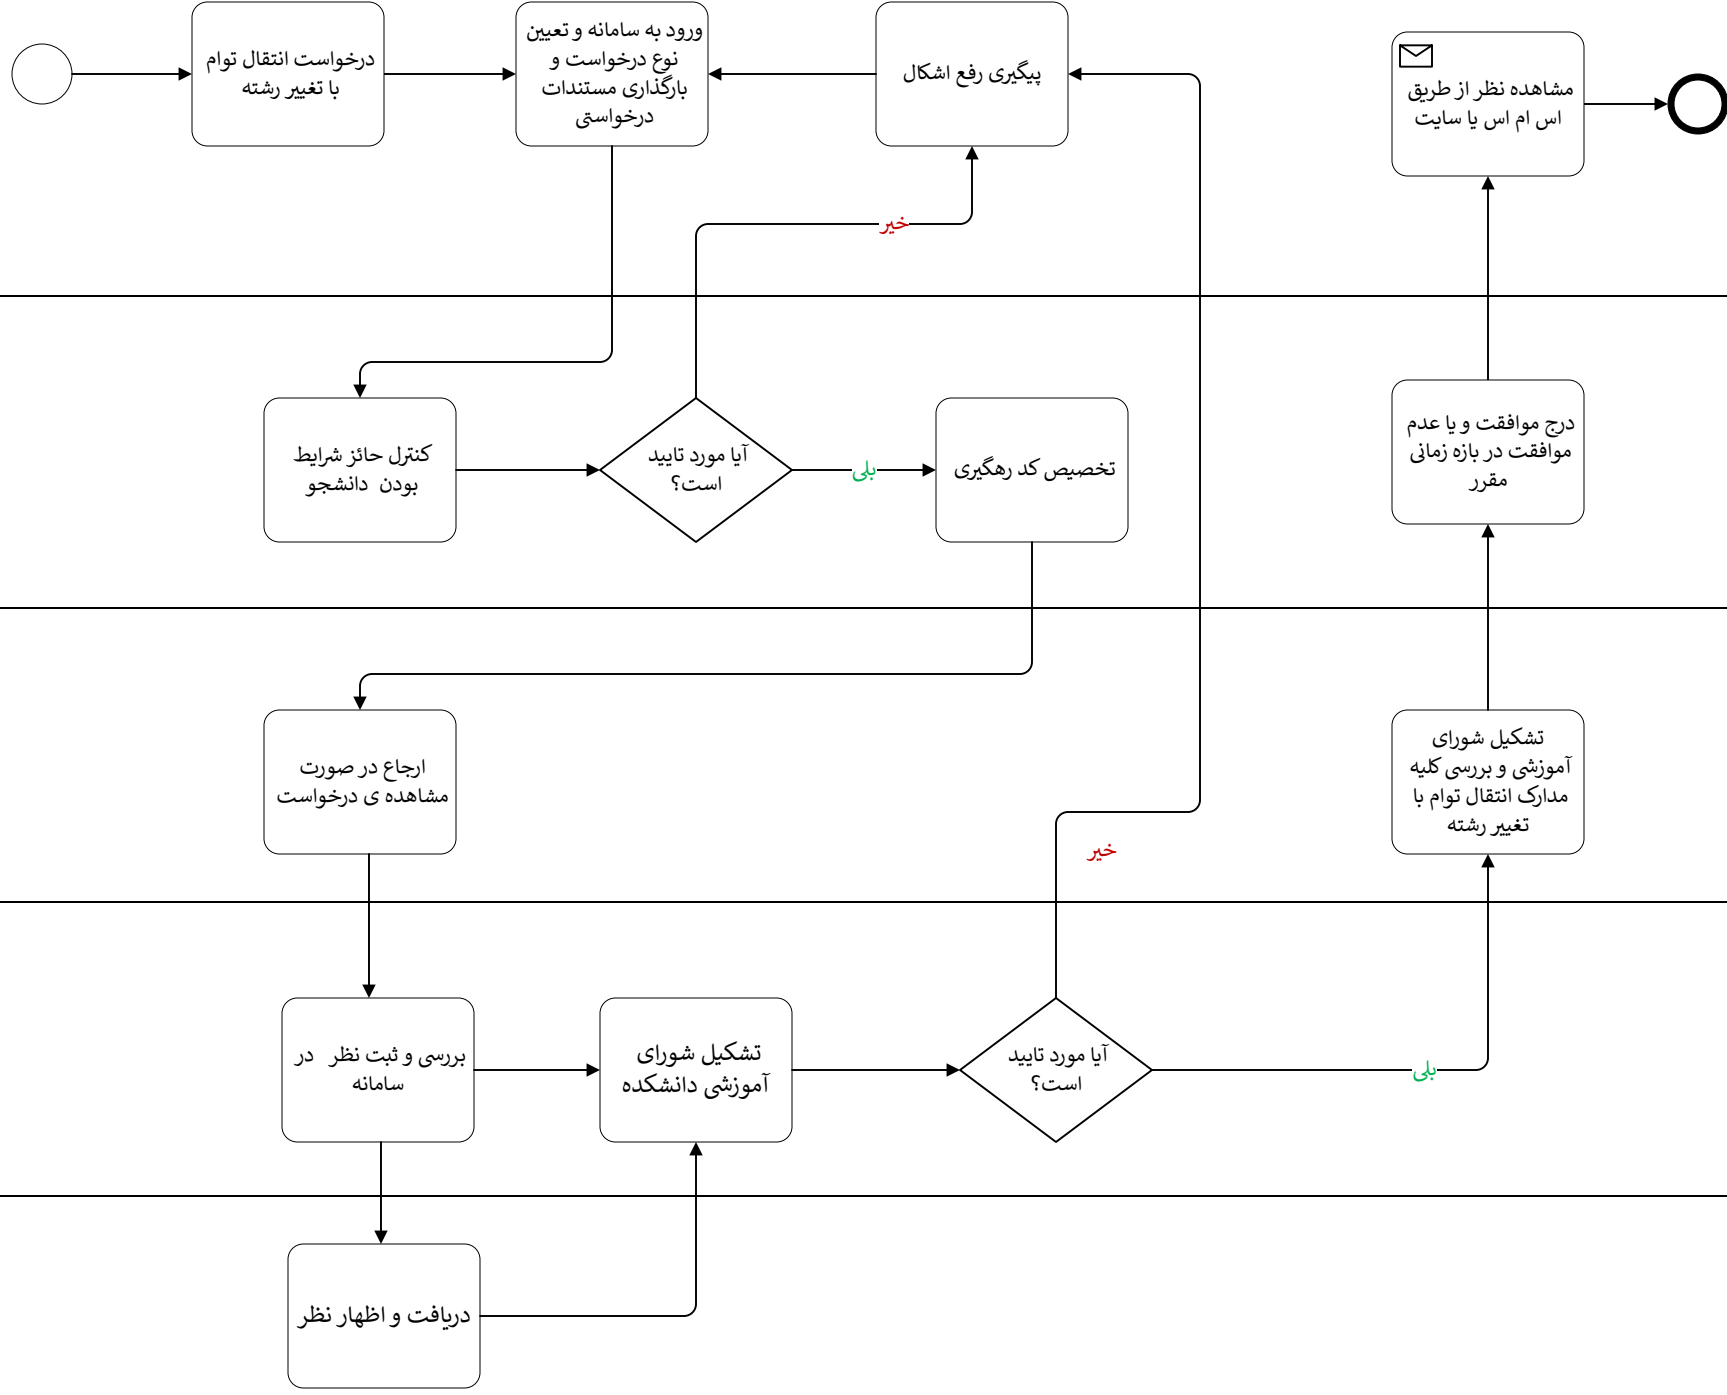 درخواست انتقال توام
با تغییر رشته
ورود به سامانه و تعیین
نوع درخواست و
بارگذاری مستندات
درخواستی
پیگیری رفع اشکال
مشاهده نظر از طریق
اس ام اس یا سایت
خیر
کنترل حائز شرایط
بودن دانشجو
آیا مورد تایید
است؟
بلی
تخصیص کد رهگیری
درج موافقت و یا عدم
موافقت در بازه زمانی
مقرر
ارجاع در صورت
مشاهده ی درخواست
تشکیل شورای
آموزشی و بررسی کلیه
مدارک انتقال توام با
تغییر رشته
خیر
بررسی و ثبت نظر در
سامانه
تشکیل شورای
آموزشی دانشکده
آیا مورد تایید
است؟
بلی
دریافت و اظهار نظر